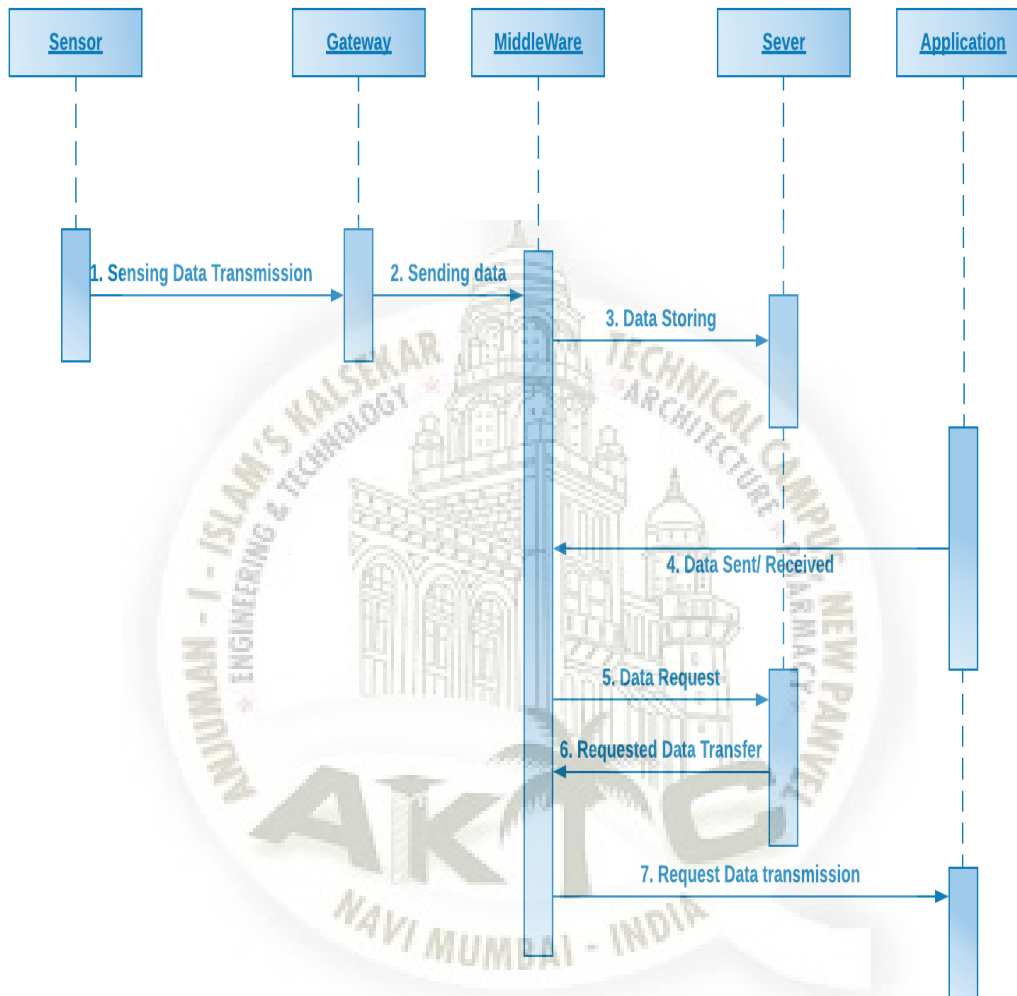 Sensor
Gateway
MiddleWare
Sever
Application
1. Sensing Data Transmission
2. Sending data
3. Data Storing
4. Data Sent/ Received
5. Data Request
6. Requested Data Transfer
7. Request Data transmission
ANJUMAN - I - ISLAM'S KALSEKAR TECHNICAL CAMPUS, NEW PANVEL
ENGINEERING & TECHNOLOGY
ARCHITECTURE
PHARMACY
AKTC
NAVI MUMBAI - INDIA